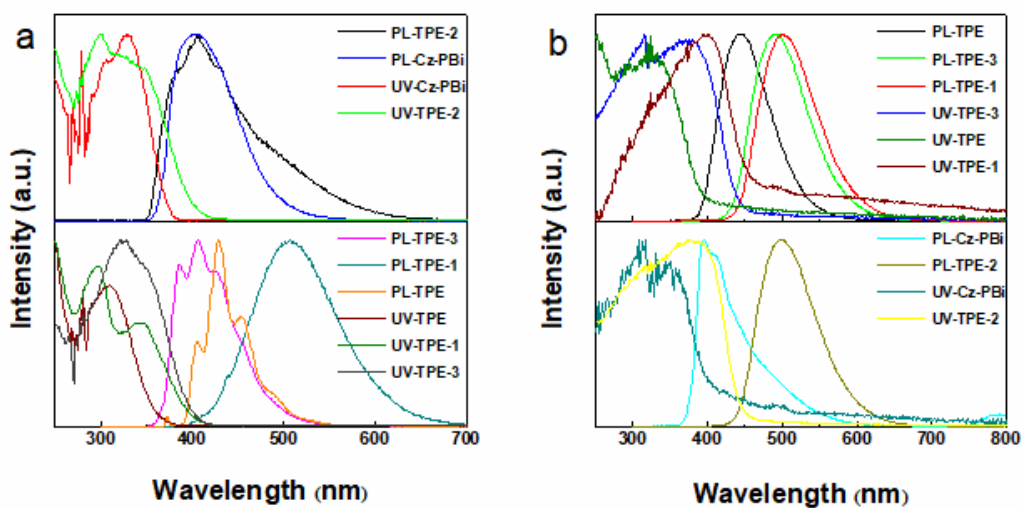 a
PL-TPE-2
PL-Cz-PBi
UV-Cz-PBi
UV-TPE-2
PL-TPE-3
PL-TPE-1
PL-TPE
UV-TPE
UV-TPE-1
UV-TPE-3
Intensity (a.u.)
300 400 500 600 700
Wavelength (nm)
b
PL-TPE
PL-TPE-3
PL-TPE-1
UV-TPE-3
UV-TPE
UV-TPE-1
PL-Cz-PBi
PL-TPE-2
UV-Cz-PBi
UV-TPE-2
Intensity (a.u.)
300 400 500 600 700 800
Wavelength (nm)